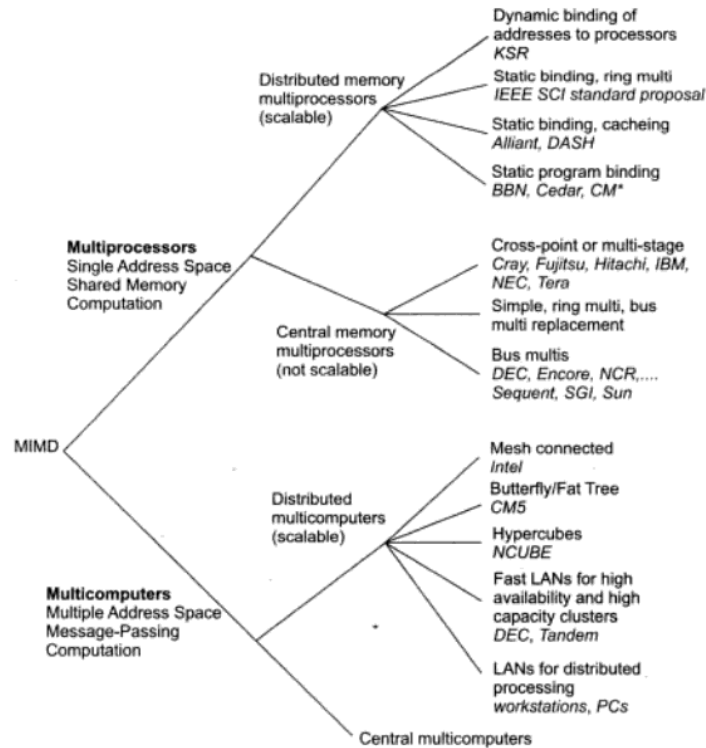 Dynamic binding of
addresses to processors
KSR
Distributed memory
multiprocessors
(scalable)
Static binding, ring multi
IEEE SCI standard proposal
Static binding, cacheing
Alliant, DASH
Static program binding
BBN, Cedar, CM*
Multiprocessors
Single Address Space
Shared Memory
Computation
Cross-point or multi-stage
Cray, Fujitsu, Hitachi, IBM,
NEC, Tera
Simple, ring multi, bus
multi replacement
Central memory
multiprocessors
(not scalable)
Bus multis
DEC, Encore, NCR,....
Sequent, SGI, Sun
MIMD
Mesh connected
Intel
Distributed
multicomputers
(scalable)
Butterfly/Fat Tree
CM5
Hypercubes
NCUBE
Fast LANs for high
availability and high
capacity clusters
DEC, Tandem
Multicomputers
Multiple Address Space
Message-Passing
Computation
LANs for distributed
processing
workstations, PCs
Central multicomputers